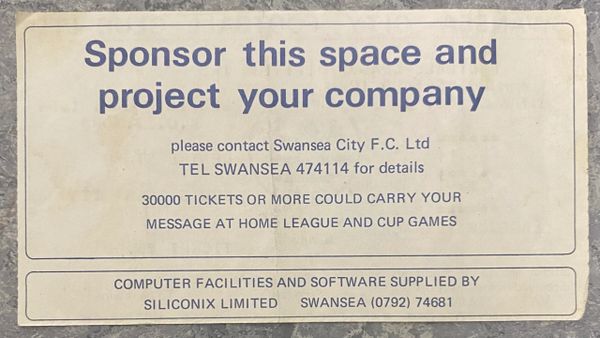 Sponsor this space and
project your company
please contact Swansea City F.C. Ltd
TEL SWANSEA 474114 for details
30000 TICKETS OR MORE COULD CARRY YOUR
MESSAGE AT HOME LEAGUE AND CUP GAMES
COMPUTER FACILITIES AND SOFTWARE SUPPLIED BY
SILICONIX LIMITED SWANSEA (0792) 74681